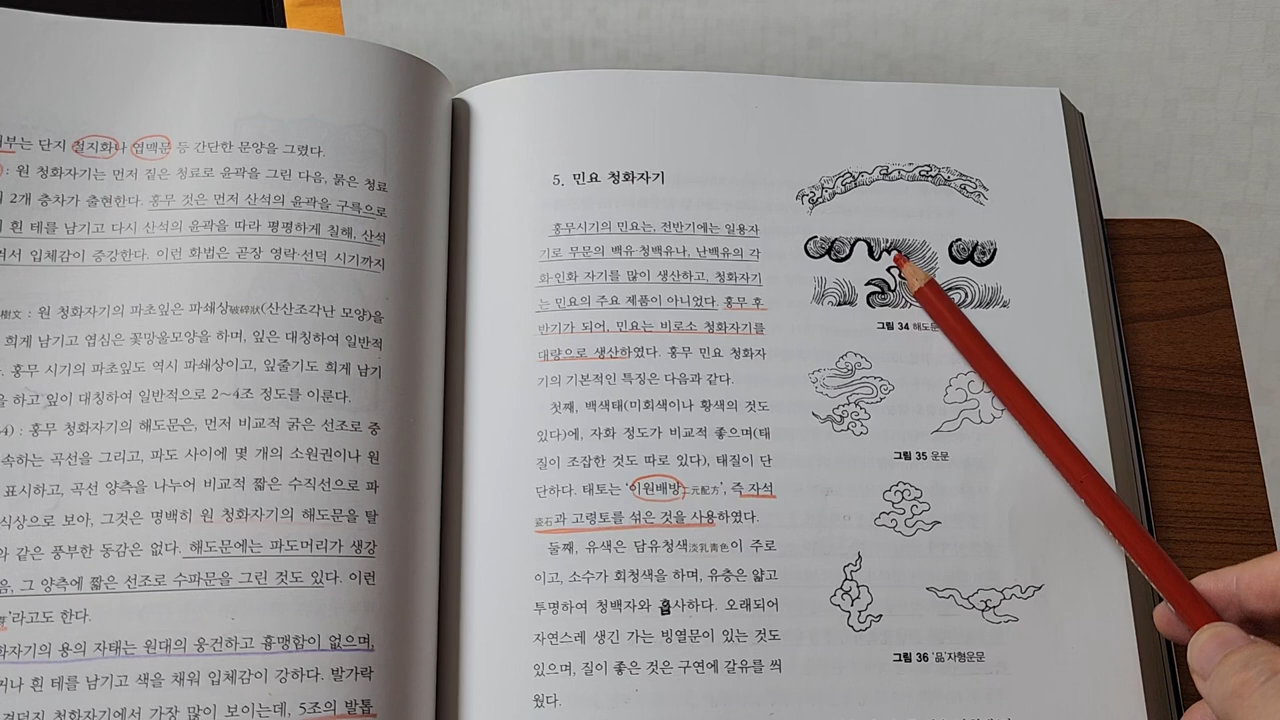 내부는 단지 절지화나 엽맥문 등 간단한 문양을 그렸다.
: 원 청화자기는 먼저 짙은 청료로 윤곽을 그린 다음, 묽은 청료
2개 층차가 출현한다. 홍무 것은 먼저 산석의 윤곽을 구륵으로
흰 테를 남기고 다시 산석의 윤곽을 따라 평평하게 칠해, 산석
서 입체감이 증강한다. 이런 화법은 곧장 영락·선덕 시기까지
樹文 : 원 청화자기의 파초잎은 파쇄상破碎狀(산산조각난 모양)을
희게 남기고 엽심은 꽃망울모양을 하며, 잎은 대칭하여 일반적
. 홍무 시기의 파초잎도 역시 파쇄상이고, 잎줄기도 희게 남기
을 하고 잎이 대칭하여 일반적으로 2~4조 정도를 이룬다.
4) : 홍무 청화자기의 해도문은, 먼저 비교적 굵은 선조로 중
속하는 곡선을 그리고, 파도 사이에 몇 개의 소원권이나 원
표시하고, 곡선 양측을 나누어 비교적 짧은 수직선으로 파
식상으로 보아, 그것은 명백히 원 청화자기의 해도문을 탈
와 같은 풍부한 동감은 없다. 해도문에는 파도머리가 생강
음, 그 양측에 짧은 선조로 수파문을 그린 것도 있다. 이런
'라고도 한다.
화자기의 용의 자태는 원대의 웅건하고 흉맹함이 없으며,
거나 흰 테를 남기고 색을 채워 입체감이 강하다. 발가락
청화자기에서 가장 많이 보이는데, 5조의 발톱
5. 민요 청화자기
홍무시기의 민요는, 전반기에는 일용자
기로 무문의 백유·청백유나, 난백유의 각
화·인화 자기를 많이 생산하고, 청화자기
는 민요의 주요 제품이 아니었다. 홍무 후
반기가 되어, 민요는 비로소 청화자기를
대량으로 생산하였다. 홍무 민요 청화자
기의 기본적인 특징은 다음과 같다.
첫째, 백색태(미회색이나 황색의 것도
있다)에, 자화 정도가 비교적 좋으며(태
질이 조잡한 것도 따로 있다), 태질이 단
단하다. 태토는 '이원배방二元配方', 즉 자석
瓷石과 고령토를 섞은 것을 사용하였다.
둘째, 유색은 담유청색淡乳靑色이 주로
이고, 소수가 회청색을 하며, 유층은 얇고
투명하여 청백자와 흡사하다. 오래되어
자연스레 생긴 가는 빙열문이 있는 것도
있으며, 질이 좋은 것은 구연에 갈유를 씌
웠다.
그림 34 해도문
그림 35 운문
그림 36 '品'자형운문